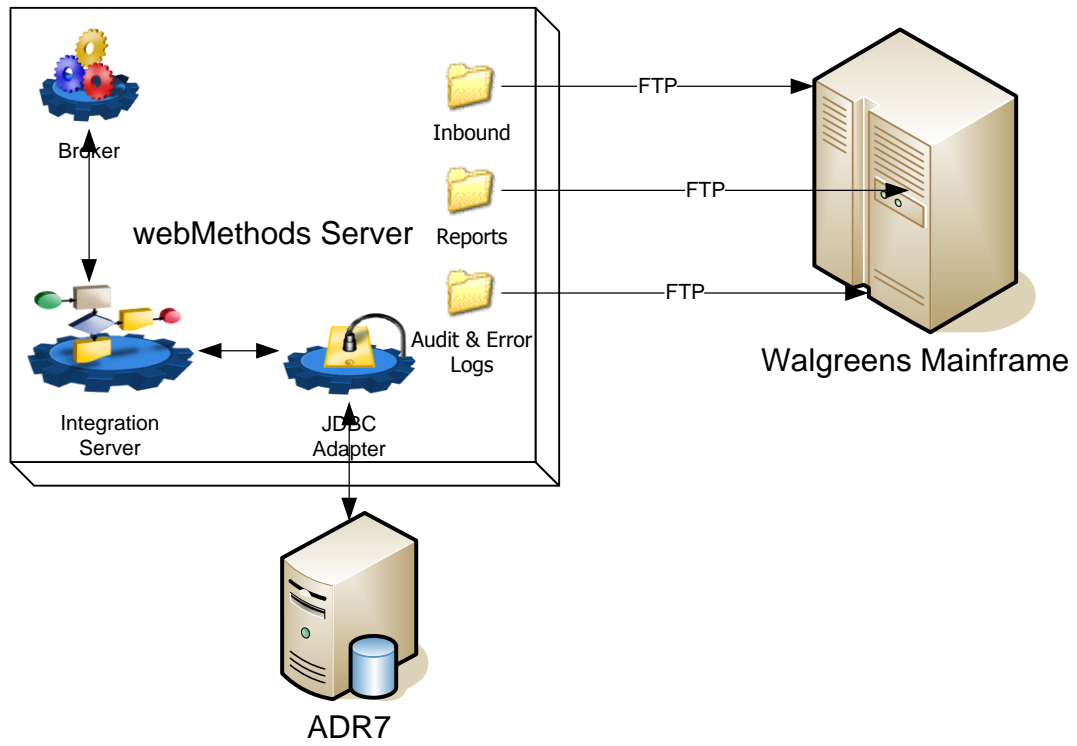 Broker
webMethods Server
Inbound
Reports
Audit & Error
Logs
Integration
Server
JDBC
Adapter
FTP
FTP
FTP
Walgreens Mainframe
ADR7